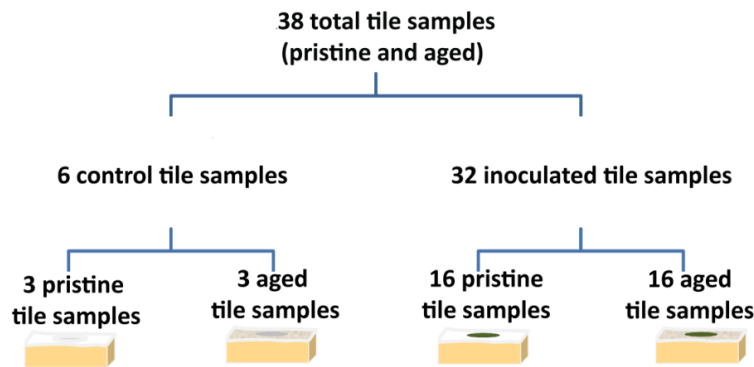 38 total tile samples
(pristine and aged)
6 control tile samples
32 inoculated tile samples
3 pristine
tile samples
3 aged
tile samples
16 pristine
tile samples
16 aged
tile samples